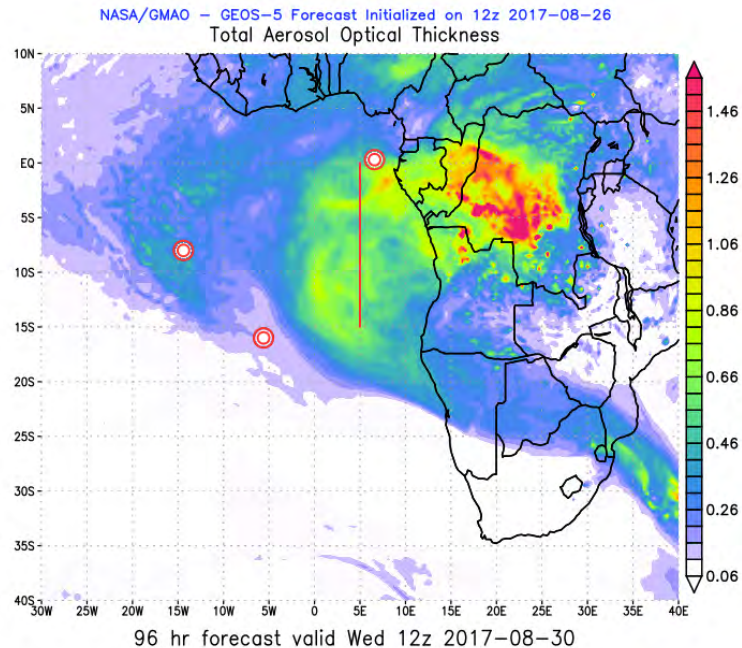 NASA/GMAO - GEOS-5 Forecast Initialized on 12z 2017-08-26
Total Aerosol Optical Thickness
10N
5N
EQ
5S
10S
15S
20S
25S
30S
35S
40S
30W 25W 20W 15W 10W 5W 0 5E 10E 15E 20E 25E 30E 35E 40E
1.46
1.26
1.06
0.86
0.66
0.46
0.26
0.06
96 hr forecast valid Wed 12z 2017-08-30